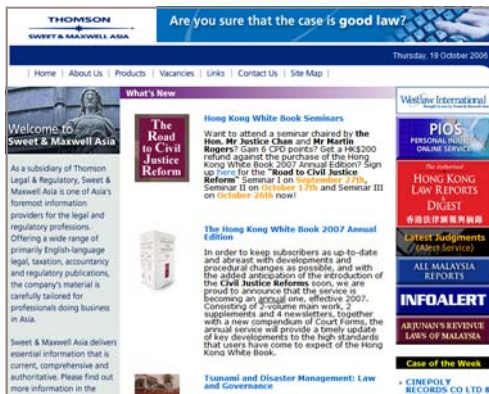 THOMSON
SWEET & MAXWELL ASIA
Are you sure that the case is good law?
Thursday, 19 October 2006
Home | About Us | Products | Vacancies | Links | Contact Us | Site Map |
Welcome to
Sweet & Maxwell Asia
As a subsidiary of Thomson
Legal & Regulatory, Sweet &
Maxwell Asia is one of Asia's
foremost information
providers for the legal and
regulatory professions.
Offering a wide range of
primarily English-language
legal, taxation, accountancy
and regulatory publications,
the company's material is
carefully tailored for
professionals doing business
in Asia.
Sweet & Maxwell Asia delivers
essential information that is
current, comprehensive and
authoritative. Please find out
more information in the
What's New
The
Road
to Civil
Justice
Reform
Hong Kong White Book Seminars
Want to attend a seminar chaired by the
Hon. Mr Justice Chan and Mr Martin
Rogers? Gain 6 CPD points? Get a HK$200
refund against the purchase of the Hong
Kong White Book 2007 Annual Edition? Sign
up here for the "Road to Civil Justice
Reform" Seminar I on September 27th,
Seminar II on October 17th and Seminar III
on October 26th now!
The Hong Kong White Book 2007 Annual
Edition
In order to keep subscribers as up-to-date
and abreast with developments and
procedural changes as possible, and with
the added anticipation of the introduction of
the Civil Justice Reforms soon, we are
proud to announce that the service is
becoming an annual one, effective 2007.
Consisting of 2-volume main work, 2
supplements and 4 newsletters, together
with a new compendium of Court Forms, the
annual service will provide a timely update
of key developments to the high standards
that users have come to expect of the Hong
Kong White Book.
Tsunami and Disaster Management: Law
and Governance
Westlaw International
PIOS
PERSONAL INJURY
ONLINE SERVICE
The Authorised
HONG KONG
LAW REPORTS
& DIGEST
香港法律彙報與摘錄
Latest Judgments
(Alert Service)
ALL MALAYSIA
REPORTS
INFOALERT
ARJUNAN'S REVENUE
LAWS OF MALAYSIA
Case of the Week
CINEPOLY
RECORDS CO LTD &